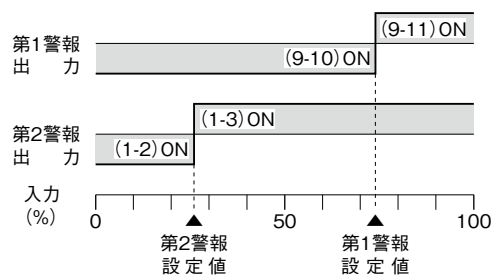 (9-11)ON
第1警報
出 力
(9-10)ON
(1-3)ON
第2警報
出 力
(1-2)ON
入力
(%)
0
50
100
第2警報
設定値
第1警報
設定値